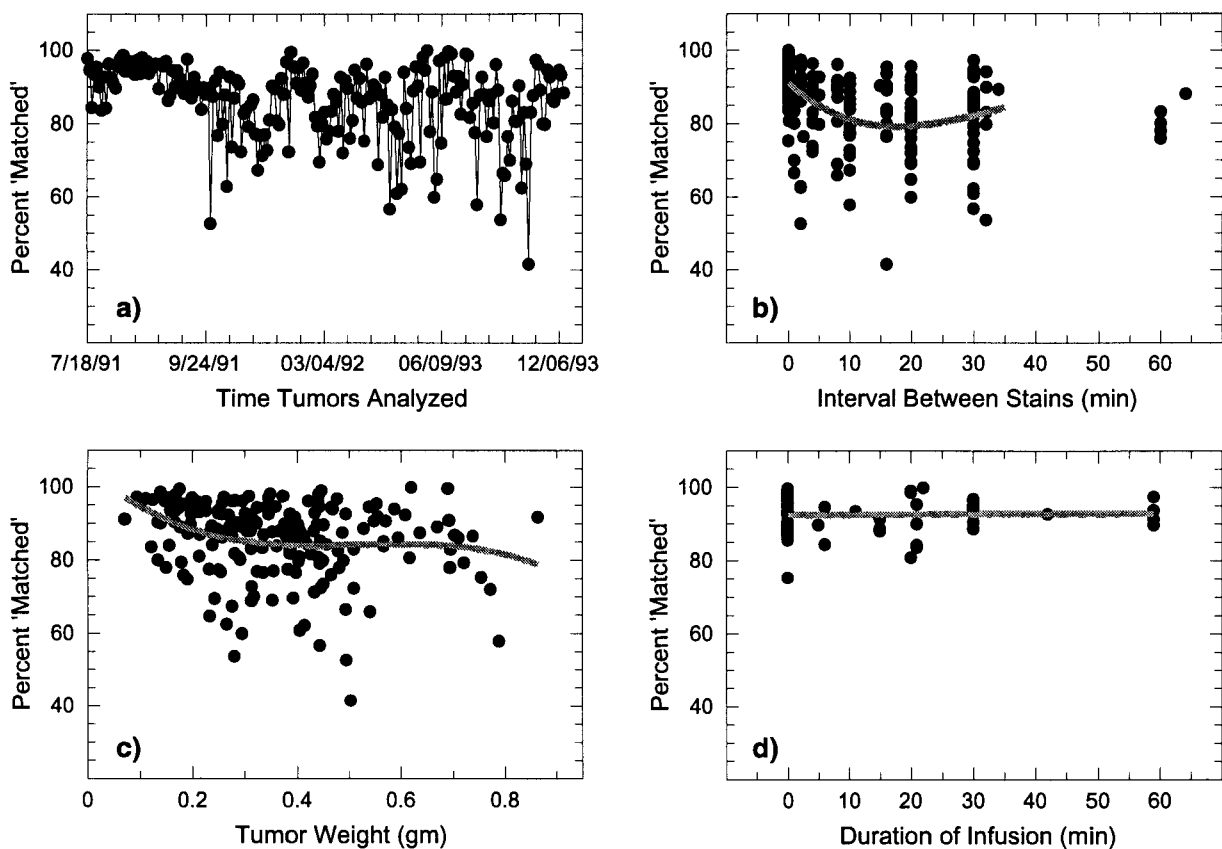 Percent 'Matched'
100
80
60
40
a)
7/18/91 9/24/91 03/04/92 06/09/93 12/06/93
Time Tumors Analyzed
Percent 'Matched'
100
80
60
40
b)
0 10 20 30 40 50 60
Interval Between Stains (min)
Percent 'Matched'
100
80
60
40
c)
0 0.2 0.4 0.6 0.8
Tumor Weight (gm)
Percent 'Matched'
100
80
60
40
d)
0 10 20 30 40 50 60
Duration of Infusion (min)